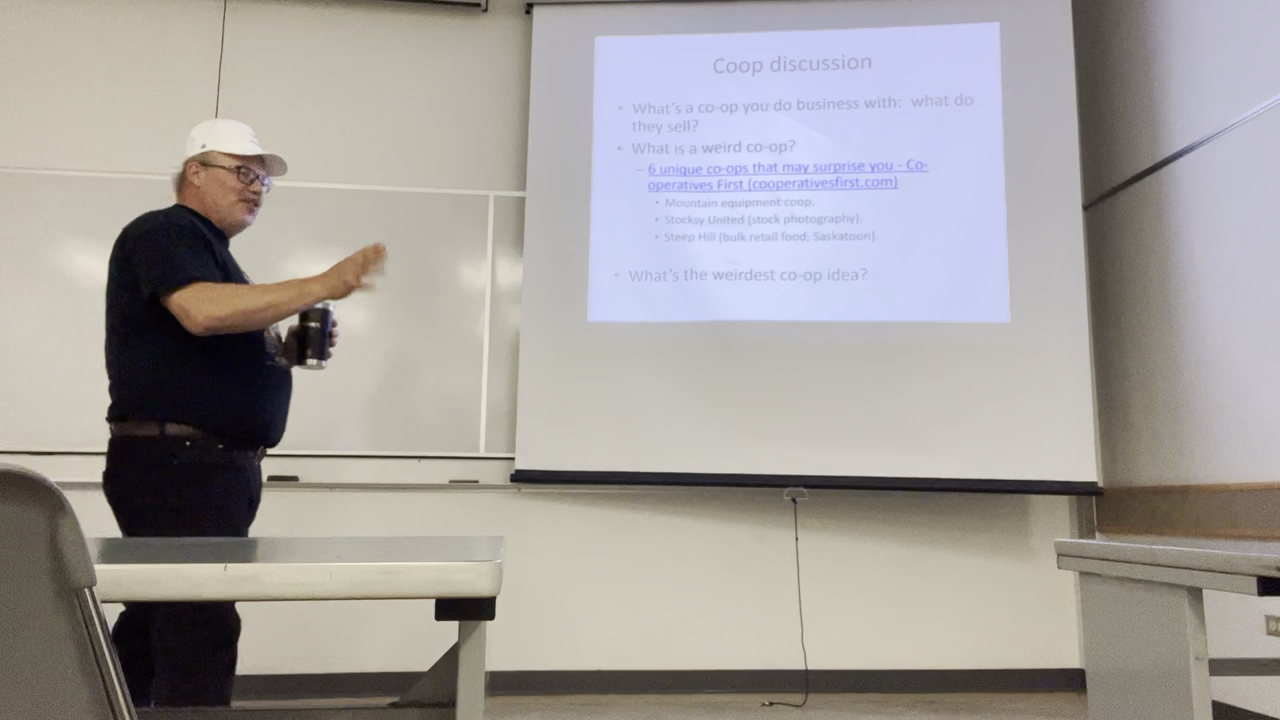 Coop discussion
• What's a co-op you do business with: what do
they sell?
• What is a weird co-op?
– 6 unique co-ops that may surprise you - Co-
operatives First (cooperativesfirst.com)
• Mountain equipment coop.
• Stocksy United (stock photography).
• Steep Hill (bulk retail food, Saskatoon).
• What's the weirdest co-op idea?